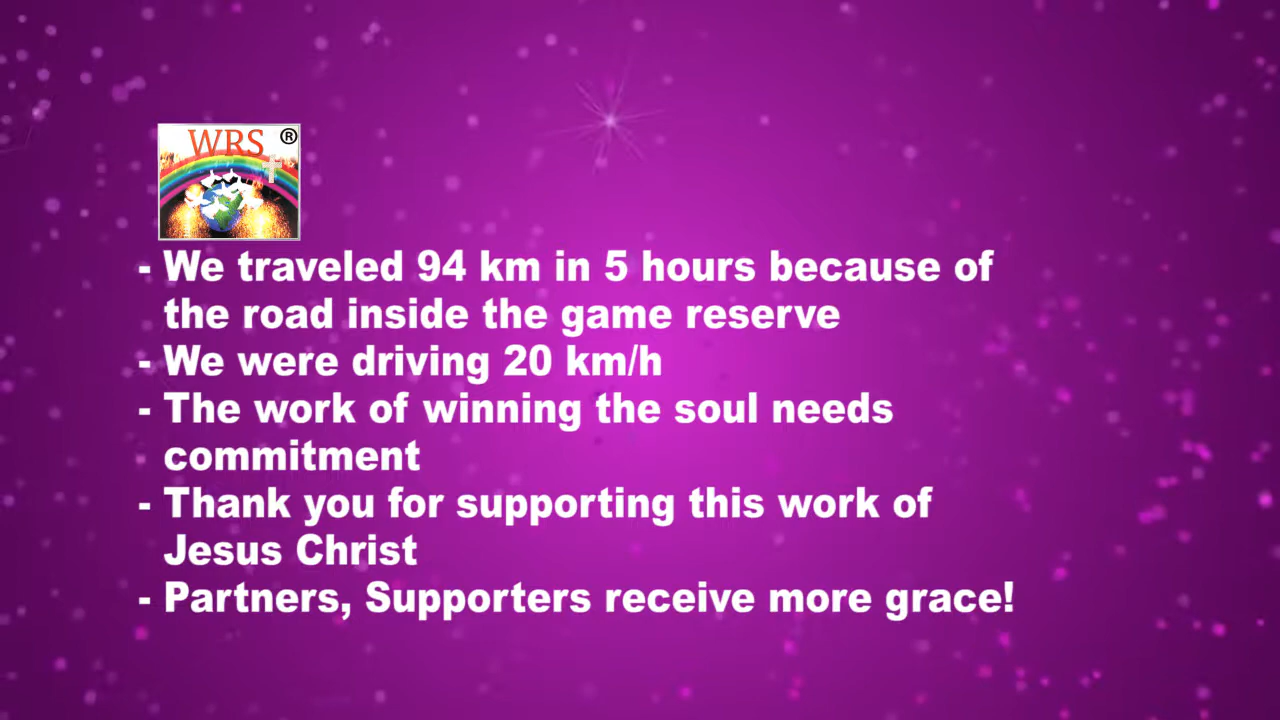 WRS ®
- We traveled 94 km in 5 hours because of
the road inside the game reserve
- We were driving 20 km/h
- The work of winning the soul needs
commitment
- Thank you for supporting this work of
Jesus Christ
- Partners, Supporters receive more grace!